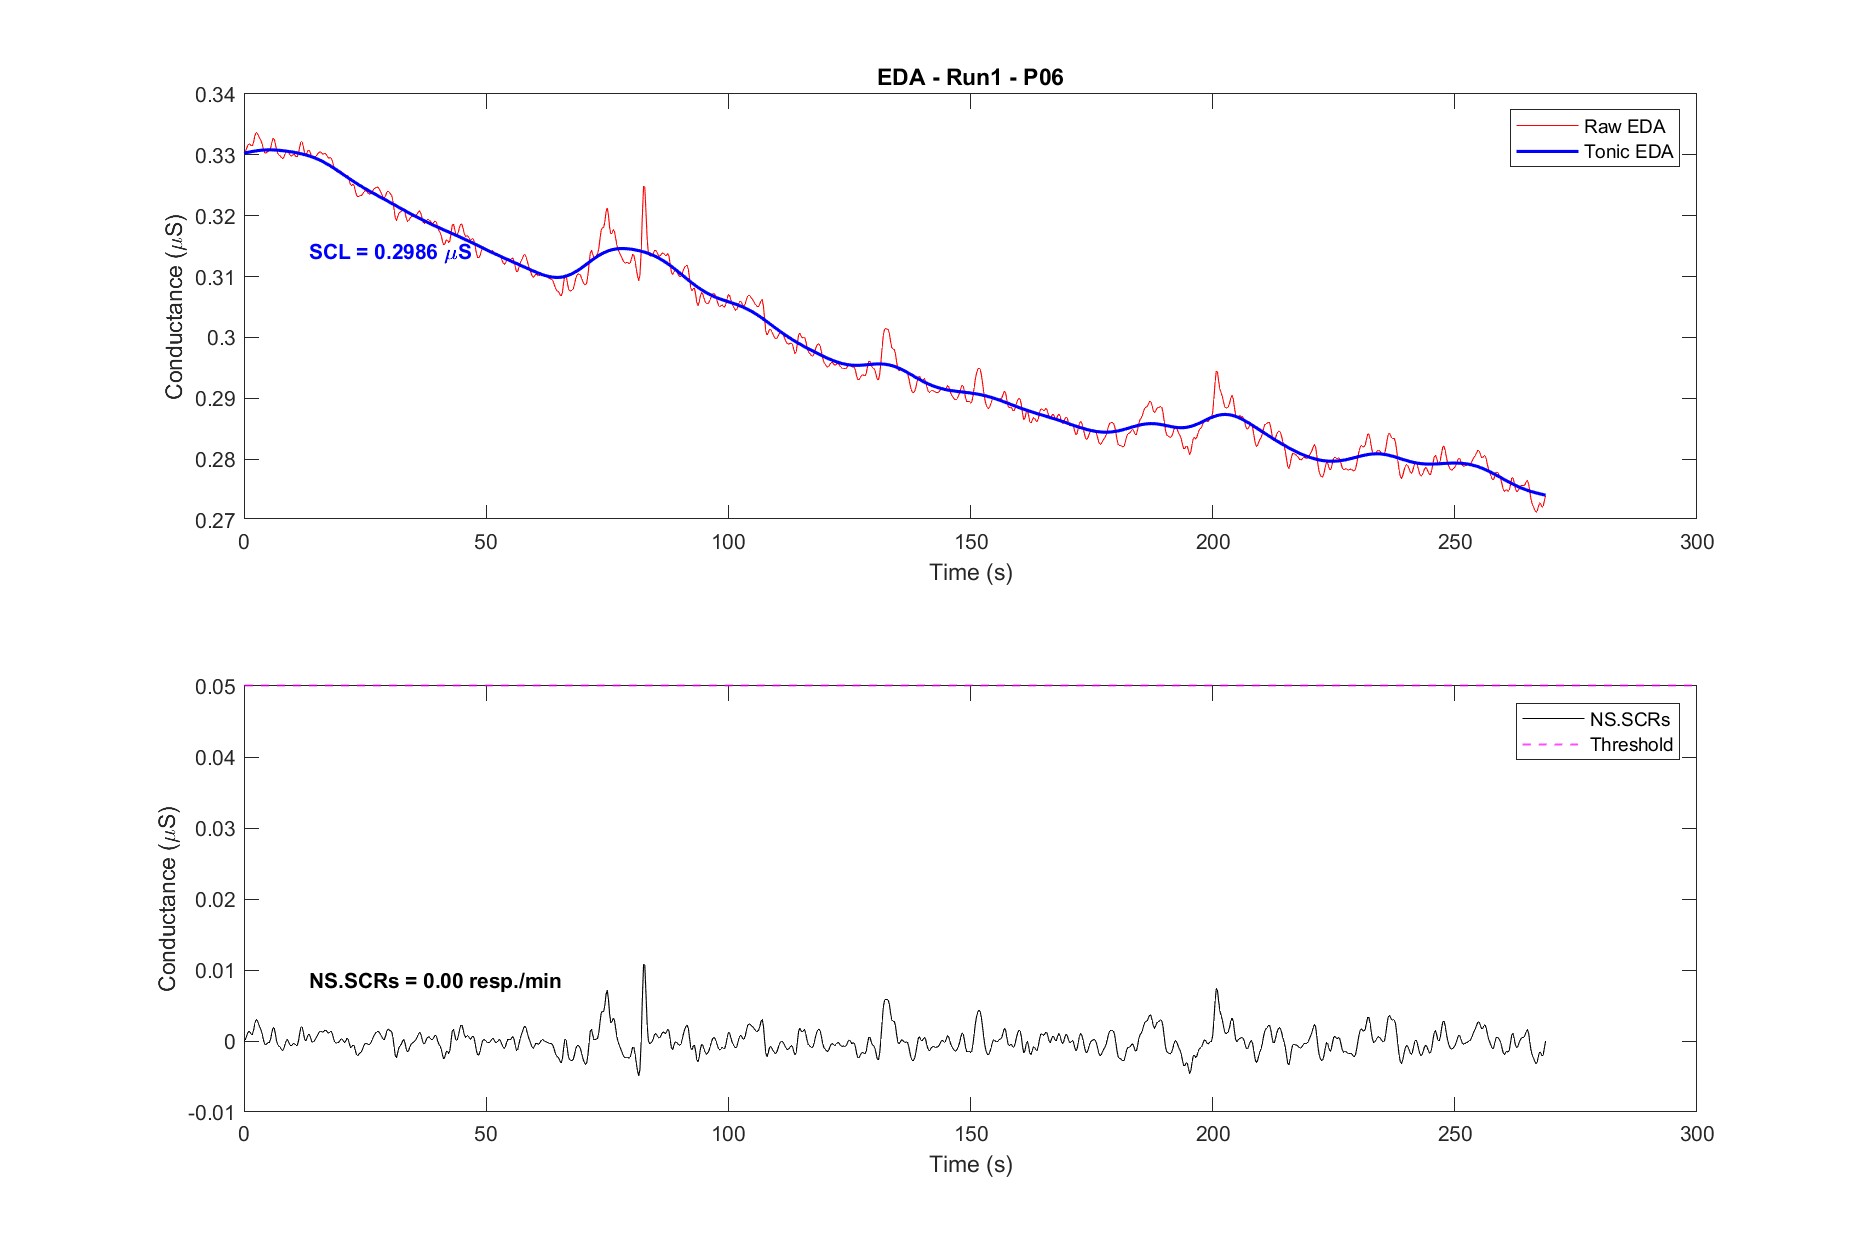 EDA - Run1 - P06
0.34
0.33
0.32
0.31
0.3
0.29
0.28
0.27
Conductance (μS)
Raw EDA
Tonic EDA
SCL = 0.2986 μS
0 50 100 150 200 250 300
Time (s)
0.05
0.04
0.03
0.02
0.01
0
-0.01
Conductance (μS)
NS.SCRs
Threshold
NS.SCRs = 0.00 resp./min
0 50 100 150 200 250 300
Time (s)